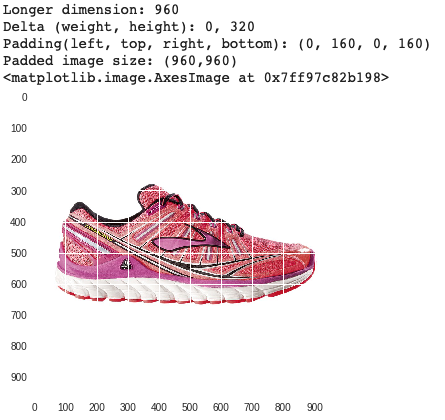 Longer dimension: 960
Delta (weight, height): 0, 320
Padding(left, top, right, bottom): (0, 160, 0, 160)
Padded image size: (960,960)
<matplotlib.image.AxesImage at 0x7ff97c82b198>
0
100
200
300
400
500
600
700
800
900
0 100 200 300 400 500 600 700 800 900